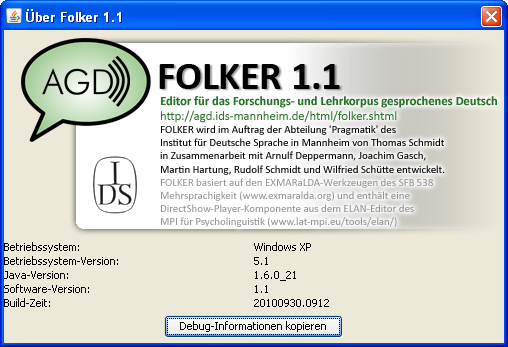 Über Folker 1.1
AGD
FOLKER 1.1
Editor für das Forschungs- und Lehrkorpus gesprochenes Deutsch
http://agd.ids-mannheim.de/html/folker.shtml
FOLKER wird im Auftrag der Abteilung 'Pragmatik' des
Institut für Deutsche Sprache in Mannheim von Thomas Schmidt
in Zusammenarbeit mit Arnulf Deppermann, Joachim Gasch,
Martin Hartung, Rudolf Schmidt und Wilfried Schütte entwickelt.
FOLKER basiert auf den EXMARaLDA-Werkzeugen des SFB 538
Mehrsprachigkeit (www.exmaralda.org) und enthält eine
DirectShow-Player-Komponente aus dem ELAN-Editor des
MPI für Psycholinguistik (www.lat-mpi.eu/tools/elan/)
I
DS
Betriebssystem: Windows XP
Betriebssystem-Version: 5.1
Java-Version: 1.6.0_21
Software-Version: 1.1
Build-Zeit: 20100930.0912
Debug-Informationen kopieren